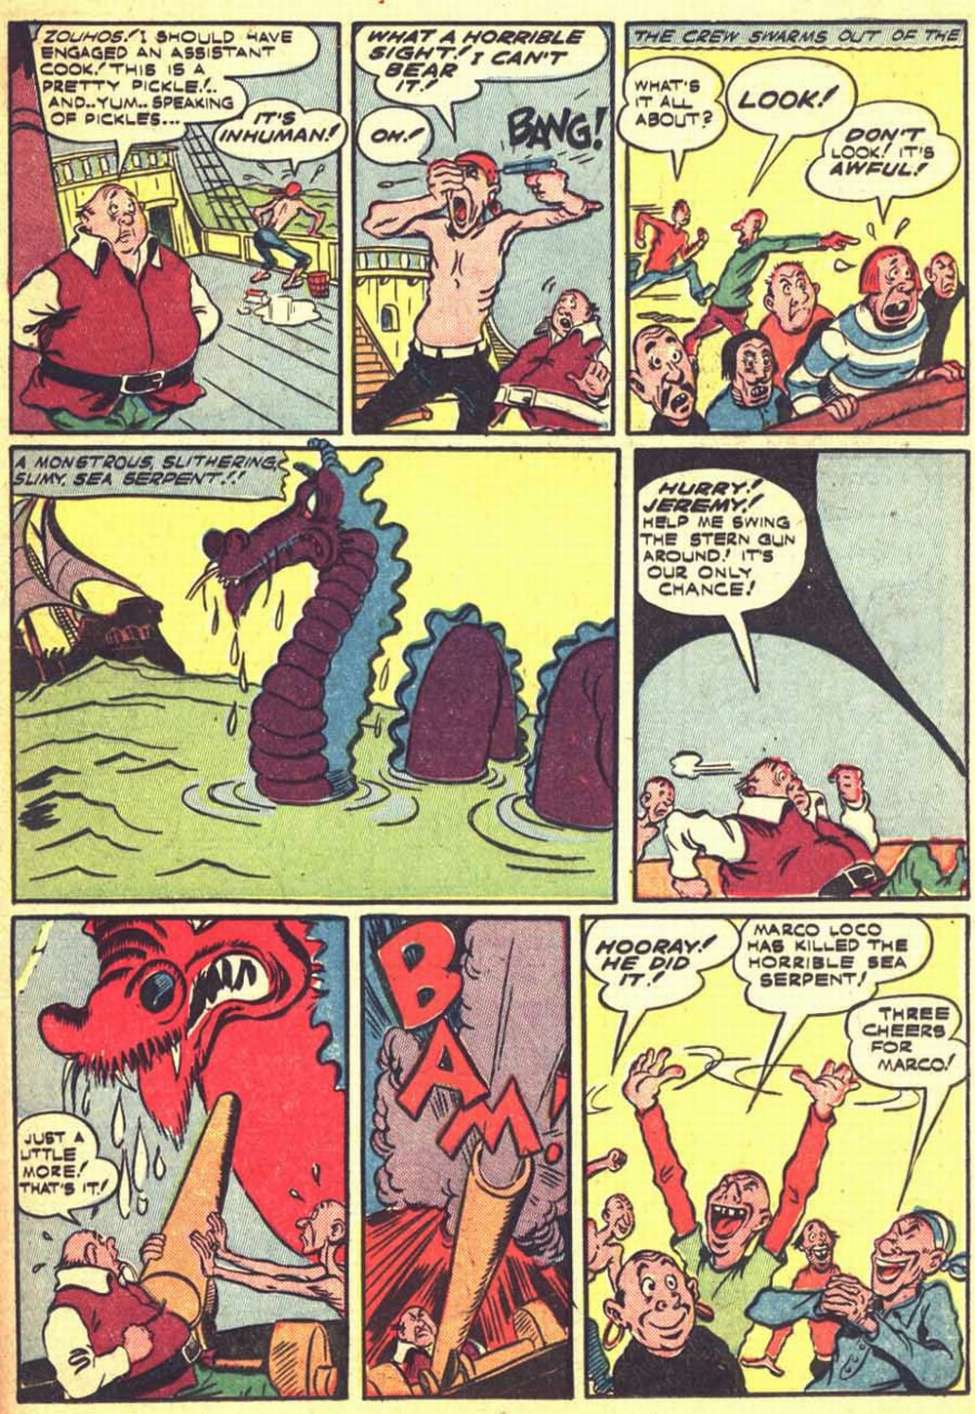 ZOUHOS! I SHOULD HAVE
ENGAGED AN ASSISTANT
COOK! THIS IS A
PRETTY PICKLE!..
AND..YUM.. SPEAKING
OF PICKLES...
IT'S
INHUMAN!
WHAT A HORRIBLE
SIGHT! I CAN'T
BEAR
IT!
OH!
BANG!
THE CREW SWARMS OUT OF THE
WHAT'S
IT ALL
ABOUT?
LOOK!
DON'T
LOOK! IT'S
AWFUL!
A MONSTROUS, SLITHERING,
SLIMY, SEA SERPENT!!
HURRY!
JEREMY!
HELP ME SWING
THE STERN GUN
AROUND! IT'S
OUR ONLY
CHANCE!
JUST A
LITTLE
MORE!
THAT'S IT!
BAM!
HOORAY!
HE DID
IT!
MARCO LOCO
HAS KILLED THE
HORRIBLE SEA
SERPENT!
THREE
CHEERS
FOR
MARCO!